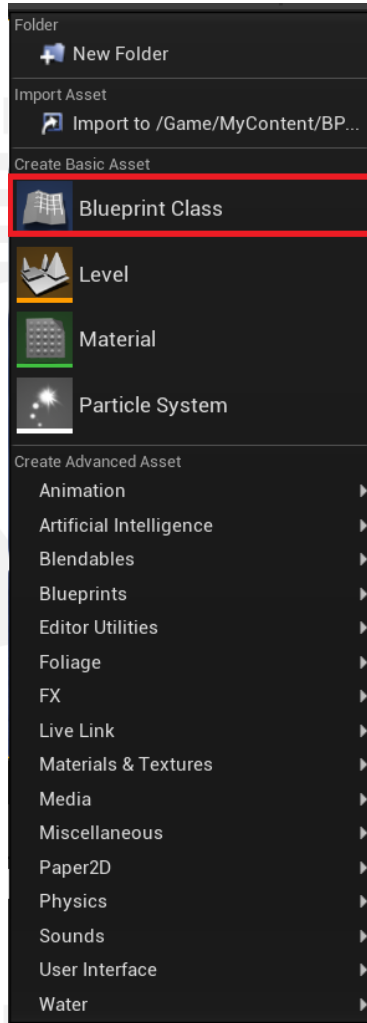 Folder
New Folder
Import Asset
Import to /Game/MyContent/BP...
Create Basic Asset
Blueprint Class
Level
Material
Particle System
Create Advanced Asset
Animation
Artificial Intelligence
Blendables
Blueprints
Editor Utilities
Foliage
FX
Live Link
Materials & Textures
Media
Miscellaneous
Paper2D
Physics
Sounds
User Interface
Water